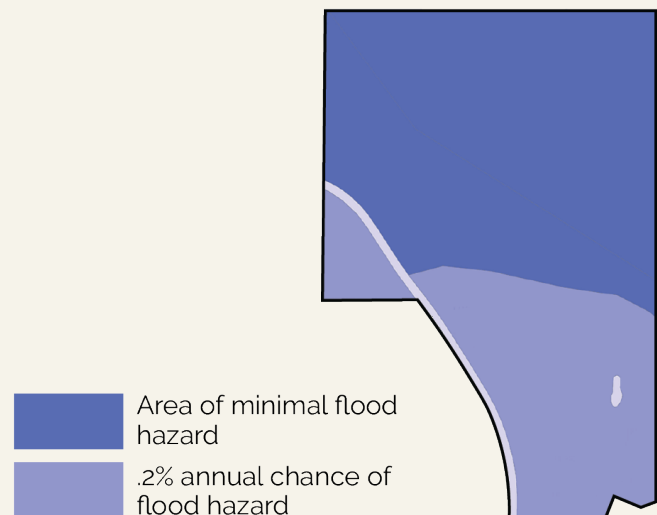 Area of minimal flood
hazard
.2% annual chance of
flood hazard